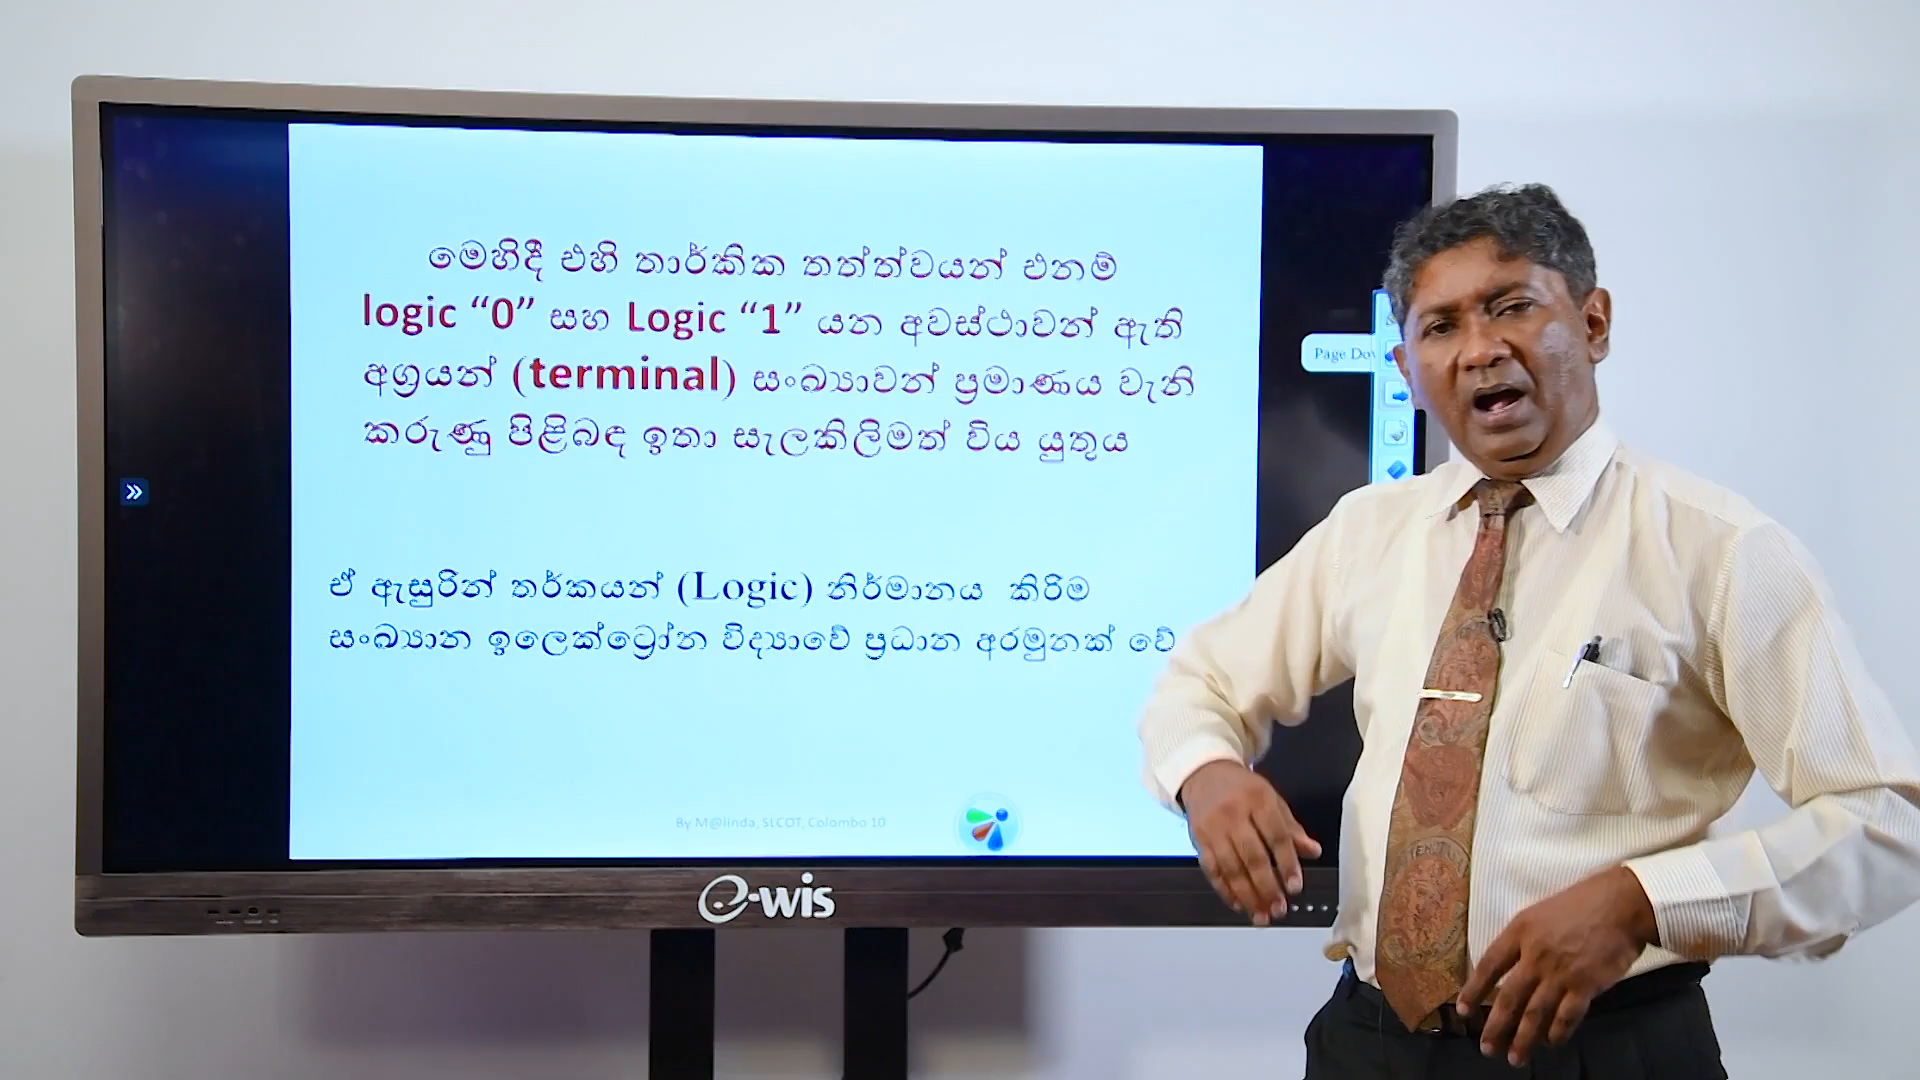 මෙහිදී එහි තාර්කික තත්ත්වයන් එනම්
logic “0” සහ Logic “1” යන අවස්ථාවන් ඇති
අග්‍රයන් (terminal) සංඛ්‍යාවන් ප්‍රමාණය වැනි
කරුණු පිළිබඳ ඉතා සැලකිලිමත් විය යුතුය
ඒ ඇසුරින් තර්කයන් (Logic) නිර්මානය කිරිම
සංඛ්‍යාන ඉලෙක්ට්‍රෝන විද්‍යාවේ ප්‍රධාන අරමුනක් වේ
By M@linda, SLCOT, Colombo 10
Page Dow
e-wis